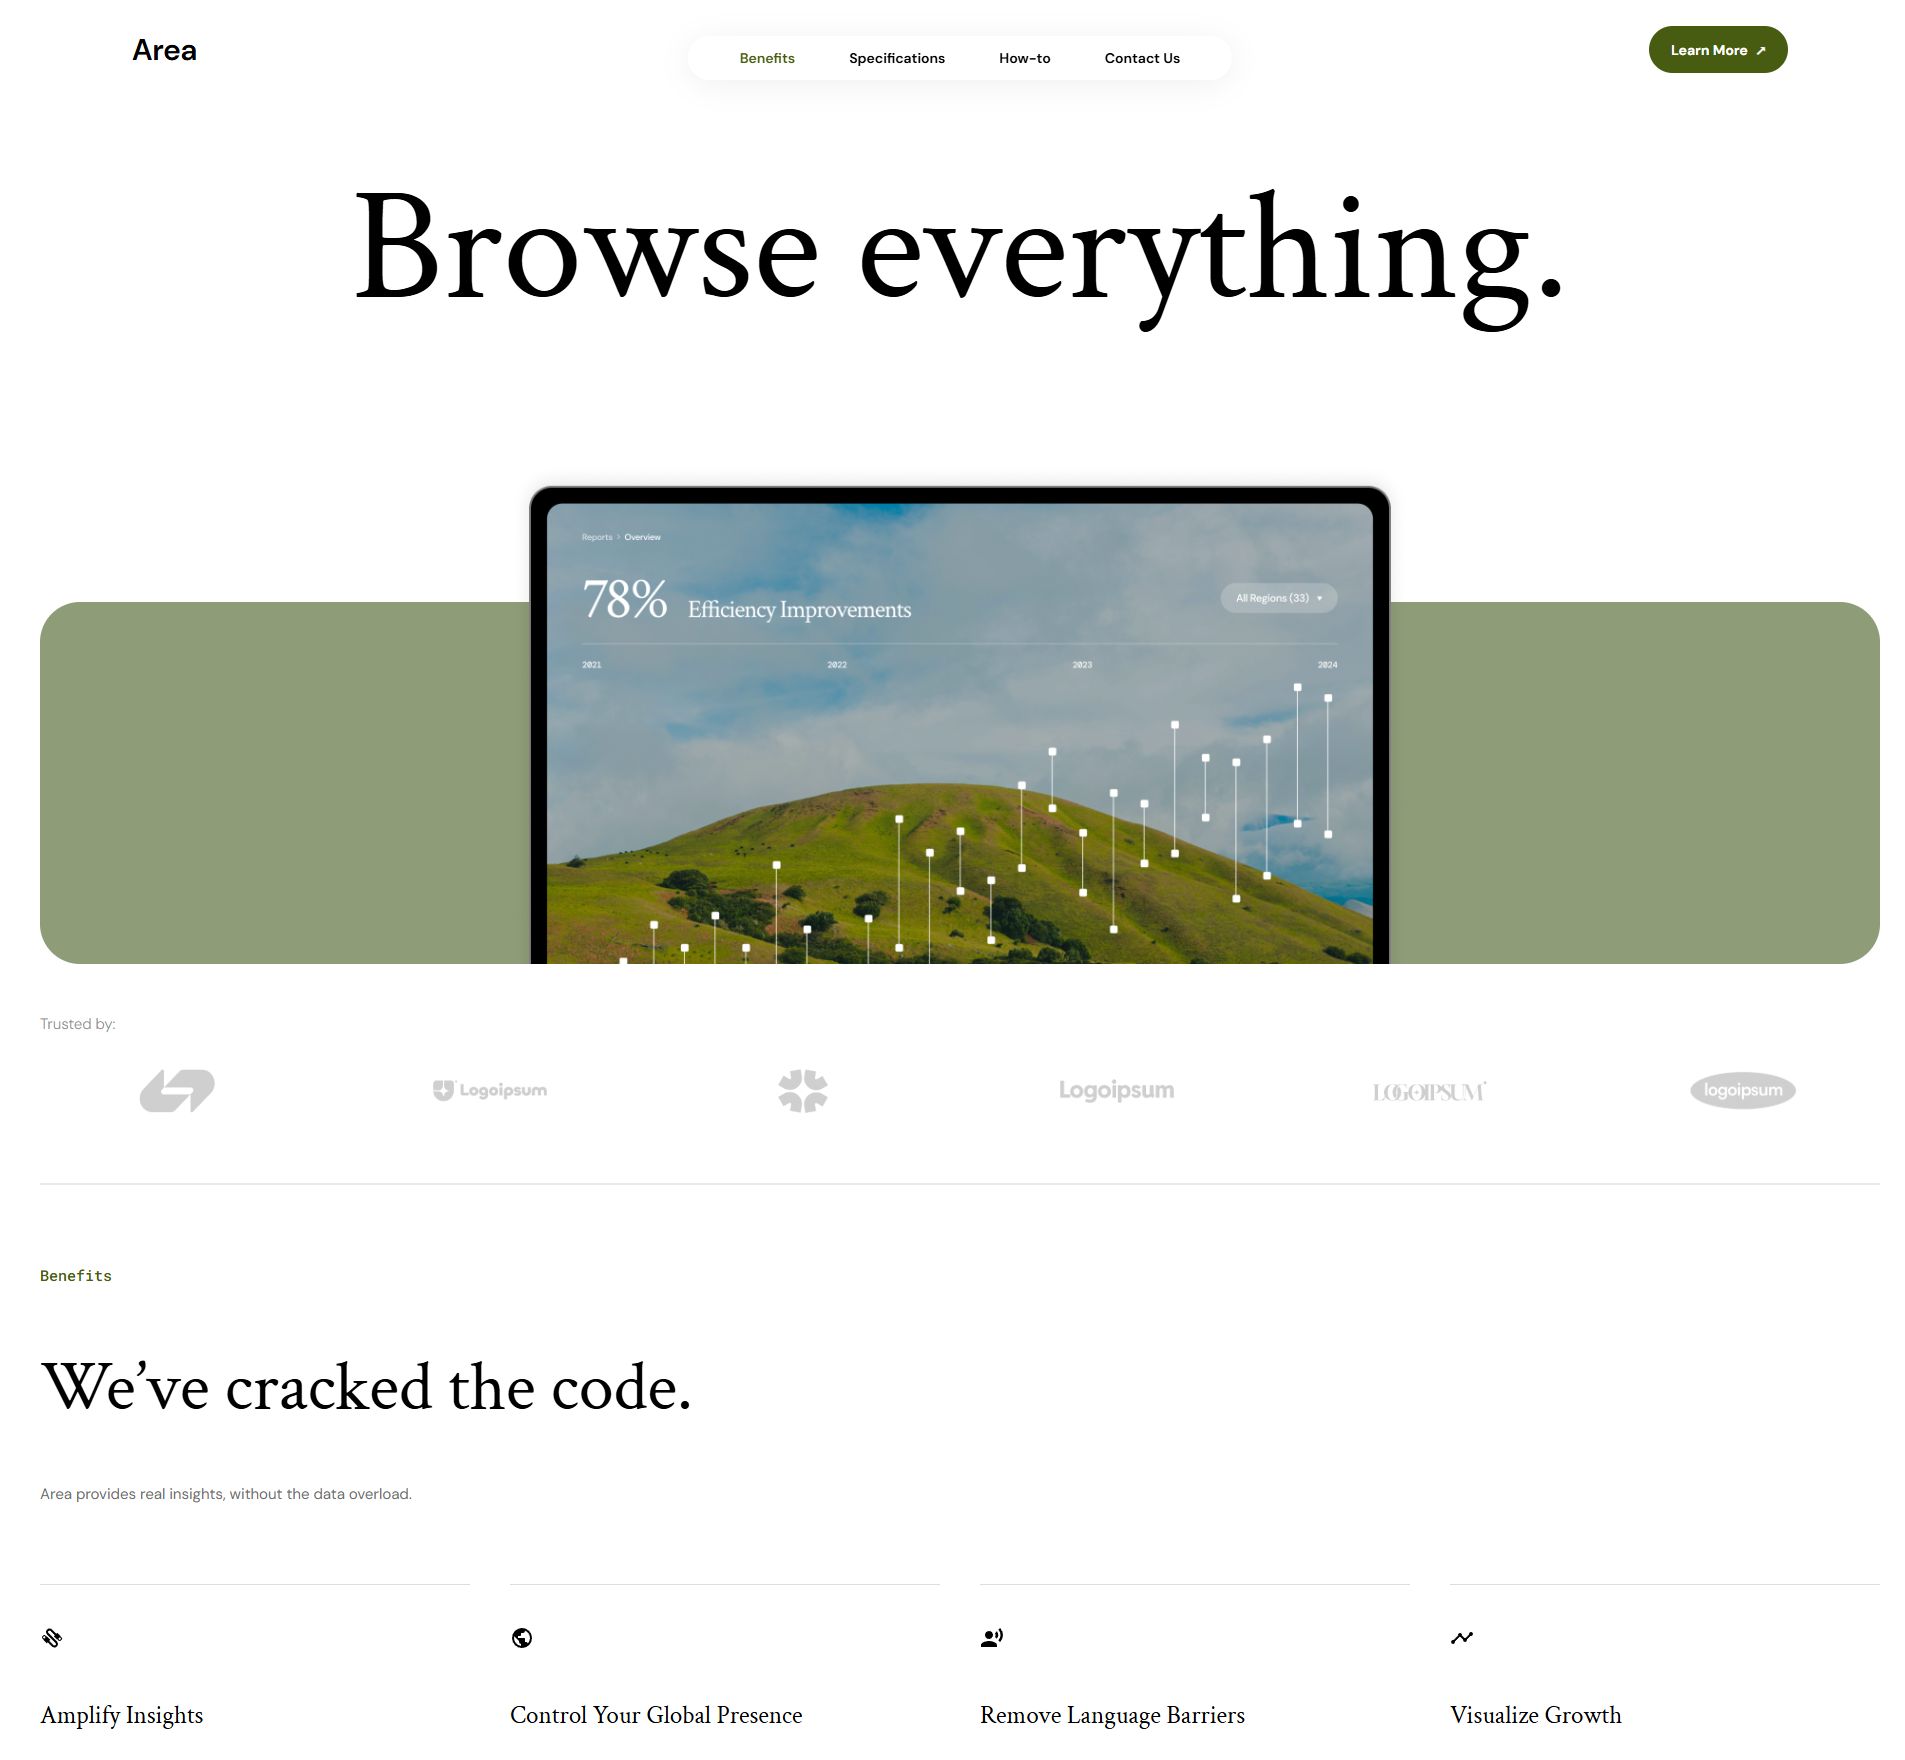 Area
Benefits
Specifications
How-to
Contact Us
Learn More ↗
Browse everything.
Reports > Overview
78% Efficiency Improvements
All Regions (33) ▾
2021 2022 2023 2024
Trusted by:
Logoipsum
Logoipsum
LOGOIPSUM
logoipsum
Benefits
We’ve cracked the code.
Area provides real insights, without the data overload.
Amplify Insights
Control Your Global Presence
Remove Language Barriers
Visualize Growth